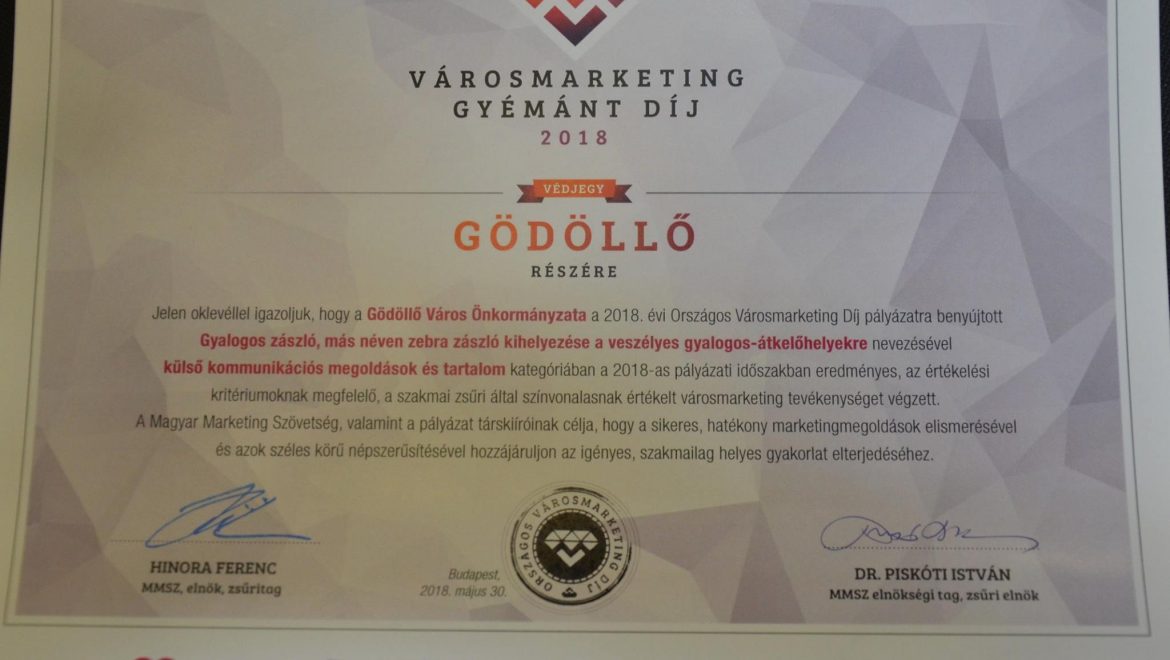 VÁROSMARKETING
GYÉMÁNT DÍJ
2018
VÉDJEGY
GÖDÖLLŐ
RÉSZÉRE
Jelen oklevéllel igazoljuk, hogy a Gödöllő Város Önkormányzata a 2018. évi Országos Városmarketing Díj pályázatra benyújtott
Gyalogos zászló, más néven zebra zászló kihelyezése a veszélyes gyalogos-átkelőhelyekre nevezésével
külső kommunikációs megoldások és tartalom kategóriában a 2018-as pályázati időszakban eredményes, az értékelési
kritériumoknak megfelelő, a szakmai zsűri által színvonalasnak értékelt városmarketing tevékenységet végzett.
A Magyar Marketing Szövetség, valamint a pályázat társkiíróinak célja, hogy a sikeres, hatékony marketingmegoldások elismerésével
és azok széles körű népszerűsítésével hozzájáruljon az igényes, szakmailag helyes gyakorlat elterjedéséhez.
HINORA FERENC
MMSZ, elnök, zsűritag
Budapest,
2018. május 30.
ORSZÁGOS VÁROSMARKETING DÍJ
DR. PISKÓTI ISTVÁN
MMSZ elnökségi tag, zsűri elnök